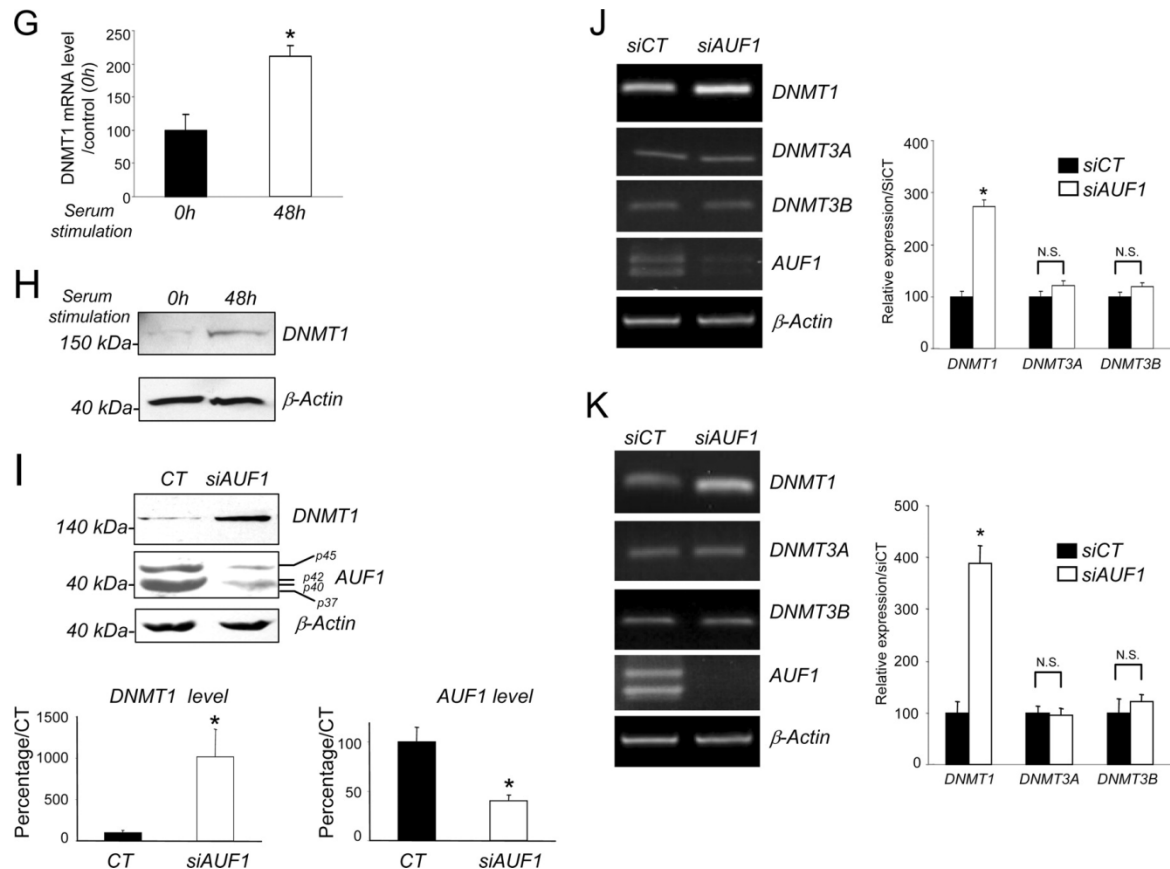 G
DNMT1 mRNA level
/control (0h)
250
200
150
100
50
0
*
Serum
stimulation
0h
48h
H
Serum
stimulation
0h 48h
150 kDa
DNMT1
40 kDa
β-Actin
I
CT siAUF1
140 kDa
DNMT1
40 kDa
p45
p42
p40
p37
AUF1
40 kDa
β-Actin
DNMT1 level
Percentage/CT
1500
1000
500
0
*
CT siAUF1
AUF1 level
Percentage/CT
100
50
0
*
CT siAUF1
J
siCT siAUF1
DNMT1
DNMT3A
DNMT3B
AUF1
β-Actin
Relative expression/SiCT
400
300
200
100
0
siCT
siAUF1
*
N.S.
N.S.
DNMT1 DNMT3A DNMT3B
K
siCT siAUF1
DNMT1
DNMT3A
DNMT3B
AUF1
β-Actin
Relative expression/siCT
500
400
300
200
100
0
siCT
siAUF1
*
N.S.
N.S.
DNMT1 DNMT3A DNMT3B